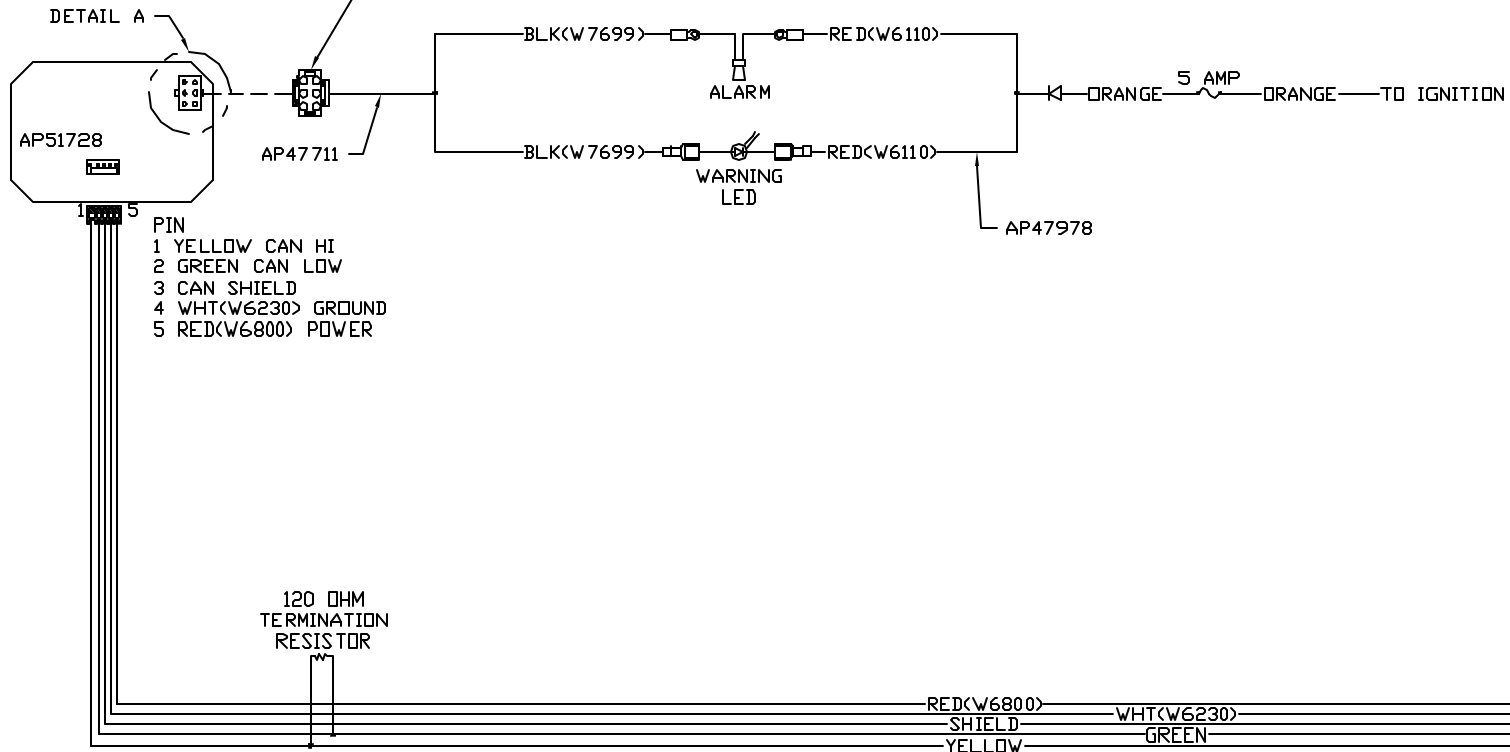 DETAIL A
BLK(W7699)
RED(W6110)
ALARM
5 AMP
ORANGE
ORANGE
TO IGNITION
AP51728
AP47711
BLK(W7699)
RED(W6110)
WARNING
LED
AP47978
1
5
PIN
1 YELLOW CAN HI
2 GREEN CAN LOW
3 CAN SHIELD
4 WHT(W6230) GROUND
5 RED(W6800) POWER
120 OHM
TERMINATION
RESISTOR
RED(W6800)
WHT(W6230)
SHIELD
GREEN
YELLOW